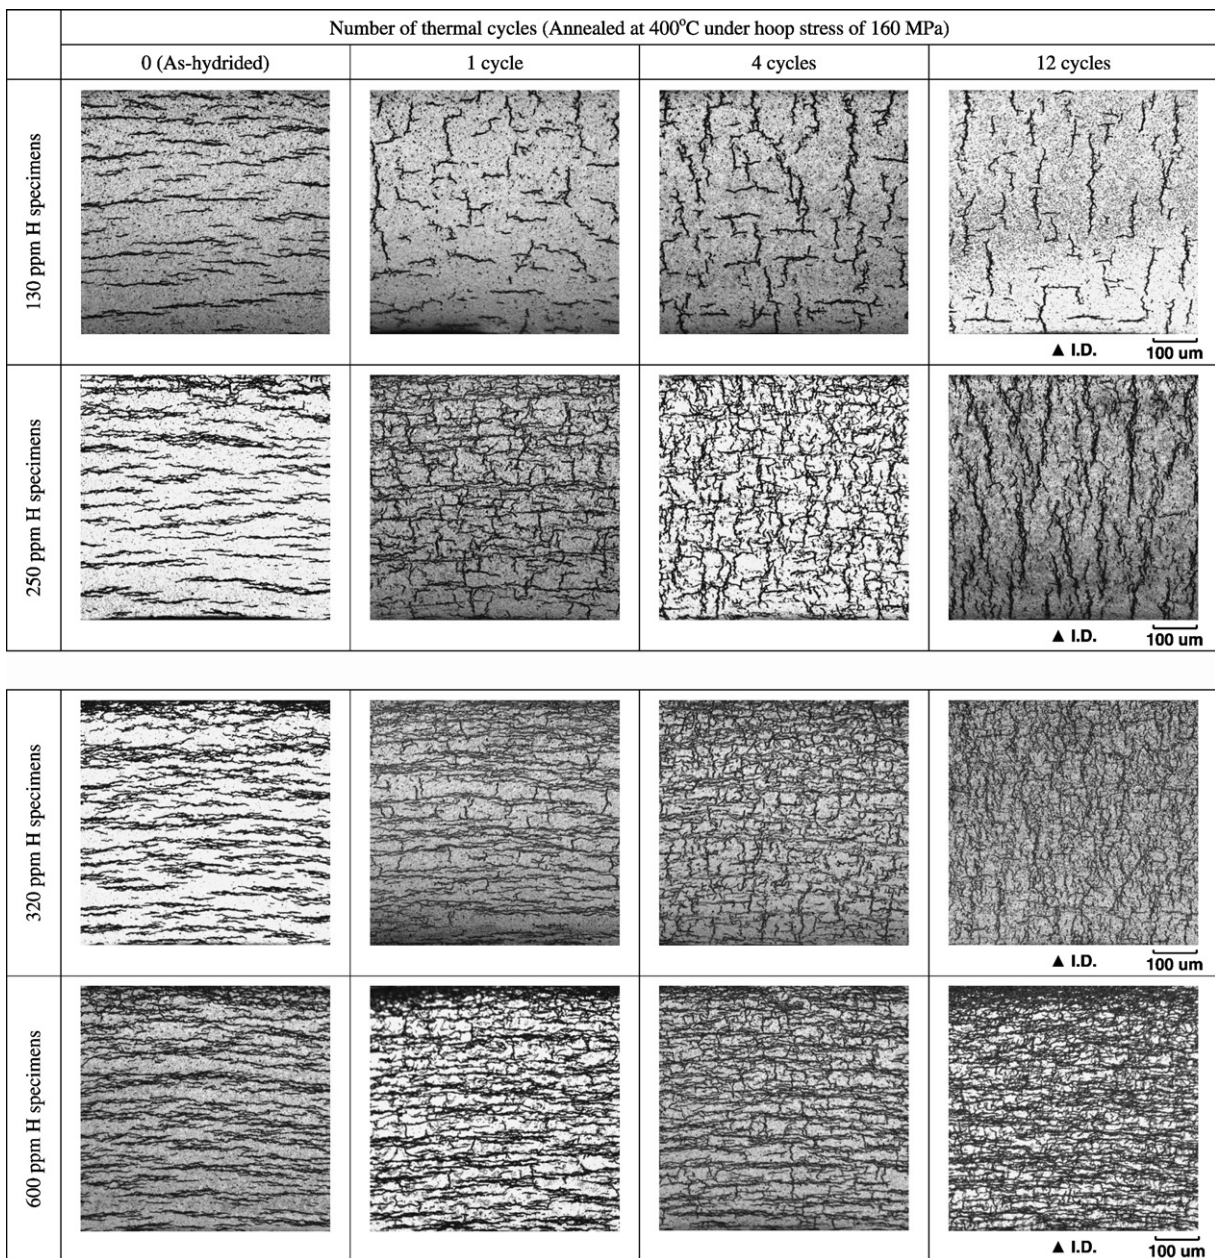 Number of thermal cycles (Annealed at 400°C under hoop stress of 160 MPa)
0 (As-hydrided)
1 cycle
4 cycles
12 cycles
130 ppm H specimens
▲ I.D.
100 um
250 ppm H specimens
▲ I.D.
100 um
320 ppm H specimens
▲ I.D.
100 um
600 ppm H specimens
▲ I.D.
100 um